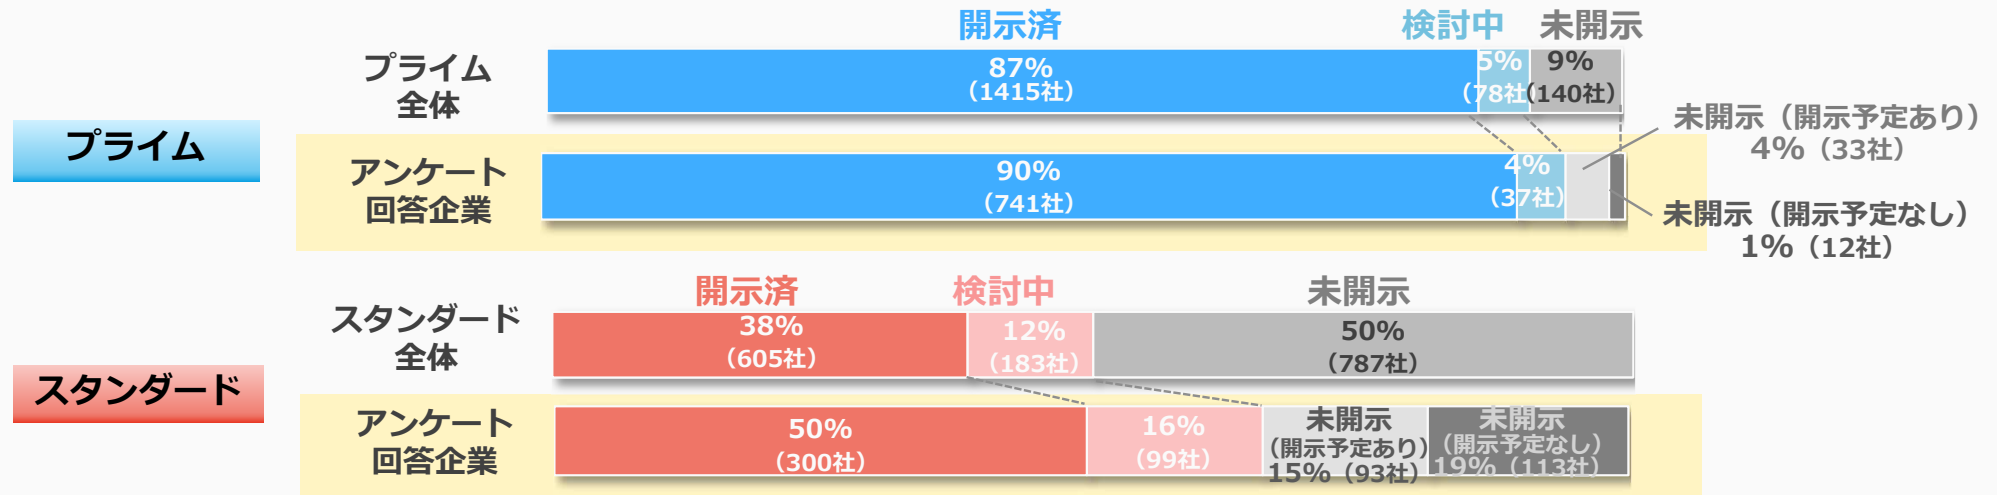 開示済 検討中 未開示
プライム
全体
87%
（1415社）
5%
（78社）
9%
（140社）
プライム
アンケート
回答企業
90%
（741社）
4%
（37社）
未開示（開示予定あり）
4%（33社）
未開示（開示予定なし）
1%（12社）
開示済 検討中 未開示
スタンダード
全体
38%
（605社）
12%
（183社）
50%
（787社）
スタンダード
アンケート
回答企業
50%
（300社）
16%
（99社）
未開示
（開示予定あり）
15%（93社）
未開示
（開示予定なし）
19%（113社）